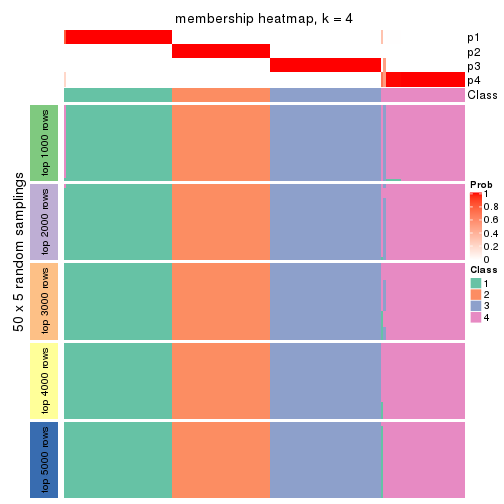 membership heatmap, k = 4
p1
p2
p3
p4
Class
50 x 5 random samplings
top 1000 rows
top 2000 rows
top 3000 rows
top 4000 rows
top 5000 rows
Prob
1
0.8
0.6
0.4
0.2
0
Class
1
2
3
4